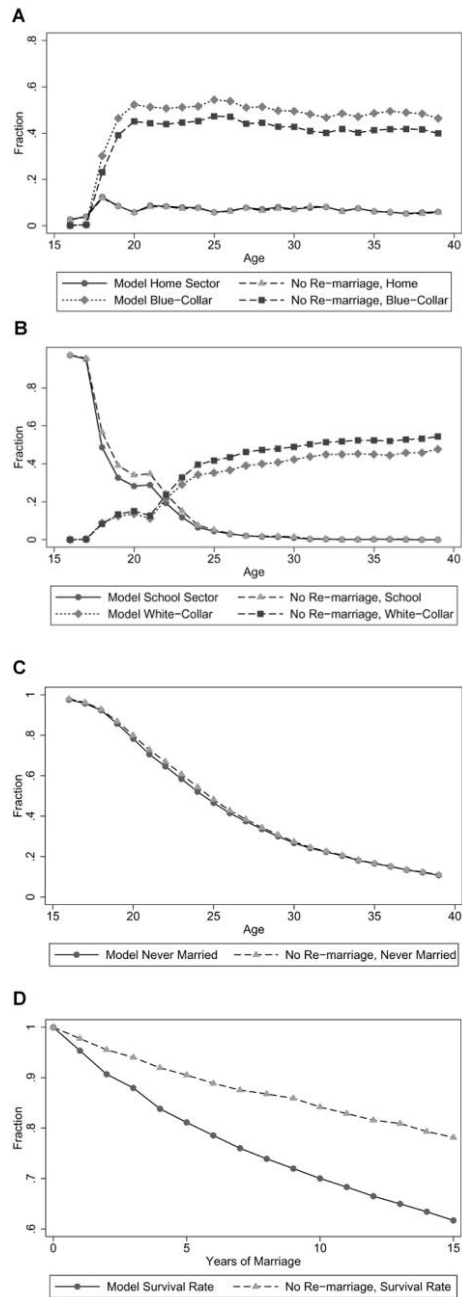 A
Fraction
0 .2 .4 .6 .8
15 20 25 30 35 40
Age
Model Home Sector No Re-marriage, Home
Model Blue-Collar No Re-marriage, Blue-Collar
B
Fraction
0 .2 .4 .6 .8 1
15 20 25 30 35 40
Age
Model School Sector No Re-marriage, School
Model White-Collar No Re-marriage, White-Collar
C
Fraction
0 .2 .4 .6 .8 1
15 20 25 30 35 40
Age
Model Never Married No Re-marriage, Never Married
D
Fraction
.6 .7 .8 .9 1
0 5 10 15
Years of Marriage
Model Survival Rate No Re-marriage, Survival Rate